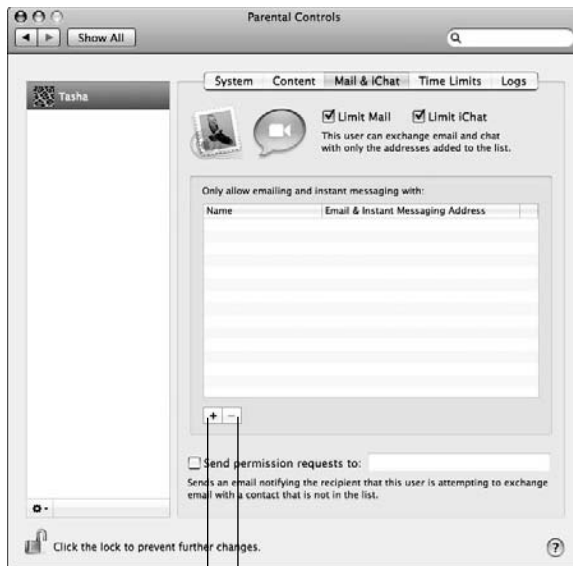 Parental Controls
Show All
System Content Mail & iChat Time Limits Logs
Tasha
Limit Mail Limit iChat
This user can exchange email and chat
with only the addresses added to the list.
Only allow emailing and instant messaging with:
Name Email & Instant Messaging Address
+ −
Send permission requests to:
Sends an email notifying the recipient that this user is attempting to exchange
email with a contact that is not in the list.
Click the lock to prevent further changes. ?